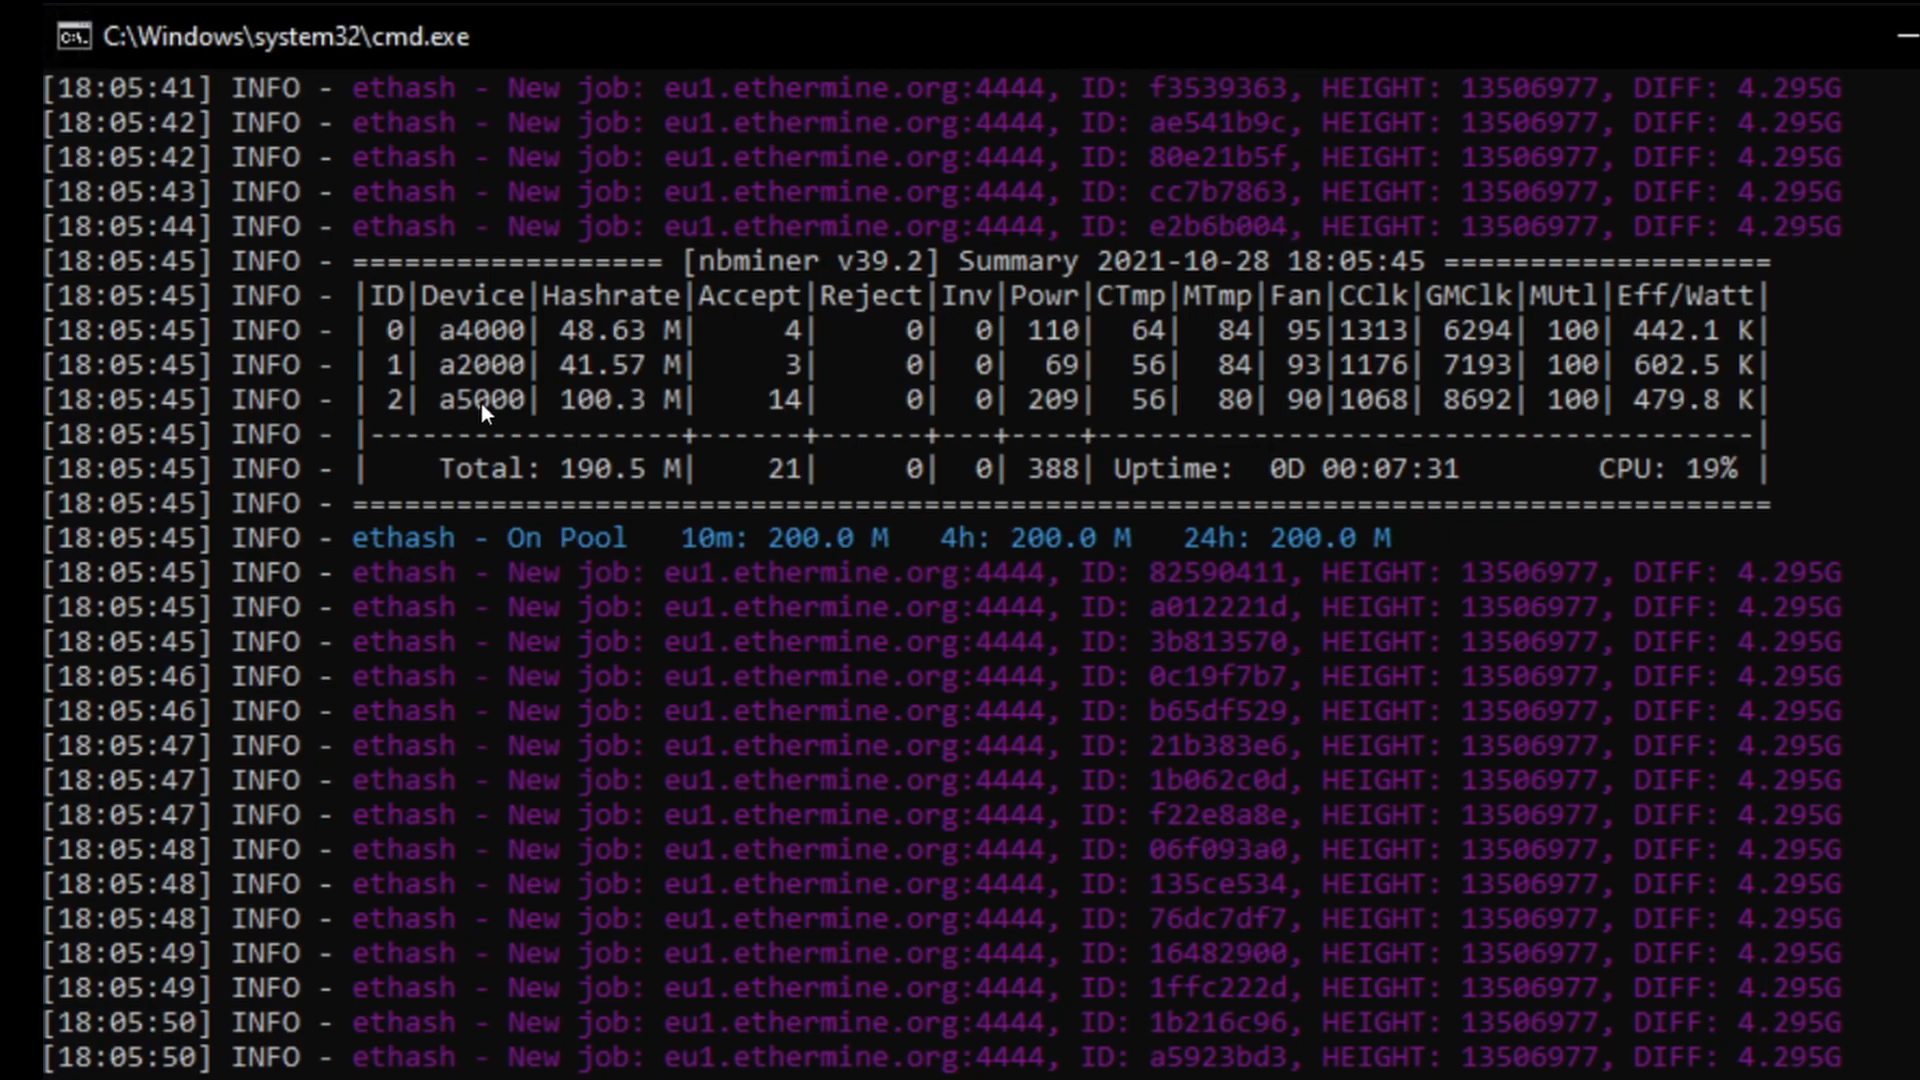 C:\Windows\system32\cmd.exe
[18:05:41] INFO - ethash - New job: eu1.ethermine.org:4444, ID: f3539363, HEIGHT: 13506977, DIFF: 4.295G
[18:05:42] INFO - ethash - New job: eu1.ethermine.org:4444, ID: ae541b9c, HEIGHT: 13506977, DIFF: 4.295G
[18:05:42] INFO - ethash - New job: eu1.ethermine.org:4444, ID: 80e21b5f, HEIGHT: 13506977, DIFF: 4.295G
[18:05:43] INFO - ethash - New job: eu1.ethermine.org:4444, ID: cc7b7863, HEIGHT: 13506977, DIFF: 4.295G
[18:05:44] INFO - ethash - New job: eu1.ethermine.org:4444, ID: e2b6b004, HEIGHT: 13506977, DIFF: 4.295G
[18:05:45] INFO - ================== [nbminer v39.2] Summary 2021-10-28 18:05:45 ===================
[18:05:45] INFO - |ID|Device|Hashrate|Accept|Reject|Inv|Powr|CTmp|MTmp|Fan|CClk|GMClk|MUtl|Eff/Watt|
[18:05:45] INFO - | 0| a4000| 48.63 M|     4|     0|  0| 110|  64|  84| 95|1313| 6294| 100| 442.1 K|
[18:05:45] INFO - | 1| a2000| 41.57 M|     3|     0|  0|  69|  56|  84| 93|1176| 7193| 100| 602.5 K|
[18:05:45] INFO - | 2| a5000| 100.3 M|    14|     0|  0| 209|  56|  80| 90|1068| 8692| 100| 479.8 K|
[18:05:45] INFO - |------------------+------+------+---+----+--------------------------------------|
[18:05:45] INFO - |    Total: 190.5 M|    21|     0|  0| 388| Uptime:  0D 00:07:31        CPU: 19% |
[18:05:45] INFO - ==================================================================================
[18:05:45] INFO - ethash - On Pool   10m: 200.0 M   4h: 200.0 M   24h: 200.0 M
[18:05:45] INFO - ethash - New job: eu1.ethermine.org:4444, ID: 82590411, HEIGHT: 13506977, DIFF: 4.295G
[18:05:45] INFO - ethash - New job: eu1.ethermine.org:4444, ID: a012221d, HEIGHT: 13506977, DIFF: 4.295G
[18:05:45] INFO - ethash - New job: eu1.ethermine.org:4444, ID: 3b813570, HEIGHT: 13506977, DIFF: 4.295G
[18:05:46] INFO - ethash - New job: eu1.ethermine.org:4444, ID: 0c19f7b7, HEIGHT: 13506977, DIFF: 4.295G
[18:05:46] INFO - ethash - New job: eu1.ethermine.org:4444, ID: b65df529, HEIGHT: 13506977, DIFF: 4.295G
[18:05:47] INFO - ethash - New job: eu1.ethermine.org:4444, ID: 21b383e6, HEIGHT: 13506977, DIFF: 4.295G
[18:05:47] INFO - ethash - New job: eu1.ethermine.org:4444, ID: 1b062c0d, HEIGHT: 13506977, DIFF: 4.295G
[18:05:47] INFO - ethash - New job: eu1.ethermine.org:4444, ID: f22e8a8e, HEIGHT: 13506977, DIFF: 4.295G
[18:05:48] INFO - ethash - New job: eu1.ethermine.org:4444, ID: 06f093a0, HEIGHT: 13506977, DIFF: 4.295G
[18:05:48] INFO - ethash - New job: eu1.ethermine.org:4444, ID: 135ce534, HEIGHT: 13506977, DIFF: 4.295G
[18:05:48] INFO - ethash - New job: eu1.ethermine.org:4444, ID: 76dc7df7, HEIGHT: 13506977, DIFF: 4.295G
[18:05:49] INFO - ethash - New job: eu1.ethermine.org:4444, ID: 16482900, HEIGHT: 13506977, DIFF: 4.295G
[18:05:49] INFO - ethash - New job: eu1.ethermine.org:4444, ID: 1ffc222d, HEIGHT: 13506977, DIFF: 4.295G
[18:05:50] INFO - ethash - New job: eu1.ethermine.org:4444, ID: 1b216c96, HEIGHT: 13506977, DIFF: 4.295G
[18:05:50] INFO - ethash - New job: eu1.ethermine.org:4444, ID: a5923bd3, HEIGHT: 13506977, DIFF: 4.295G